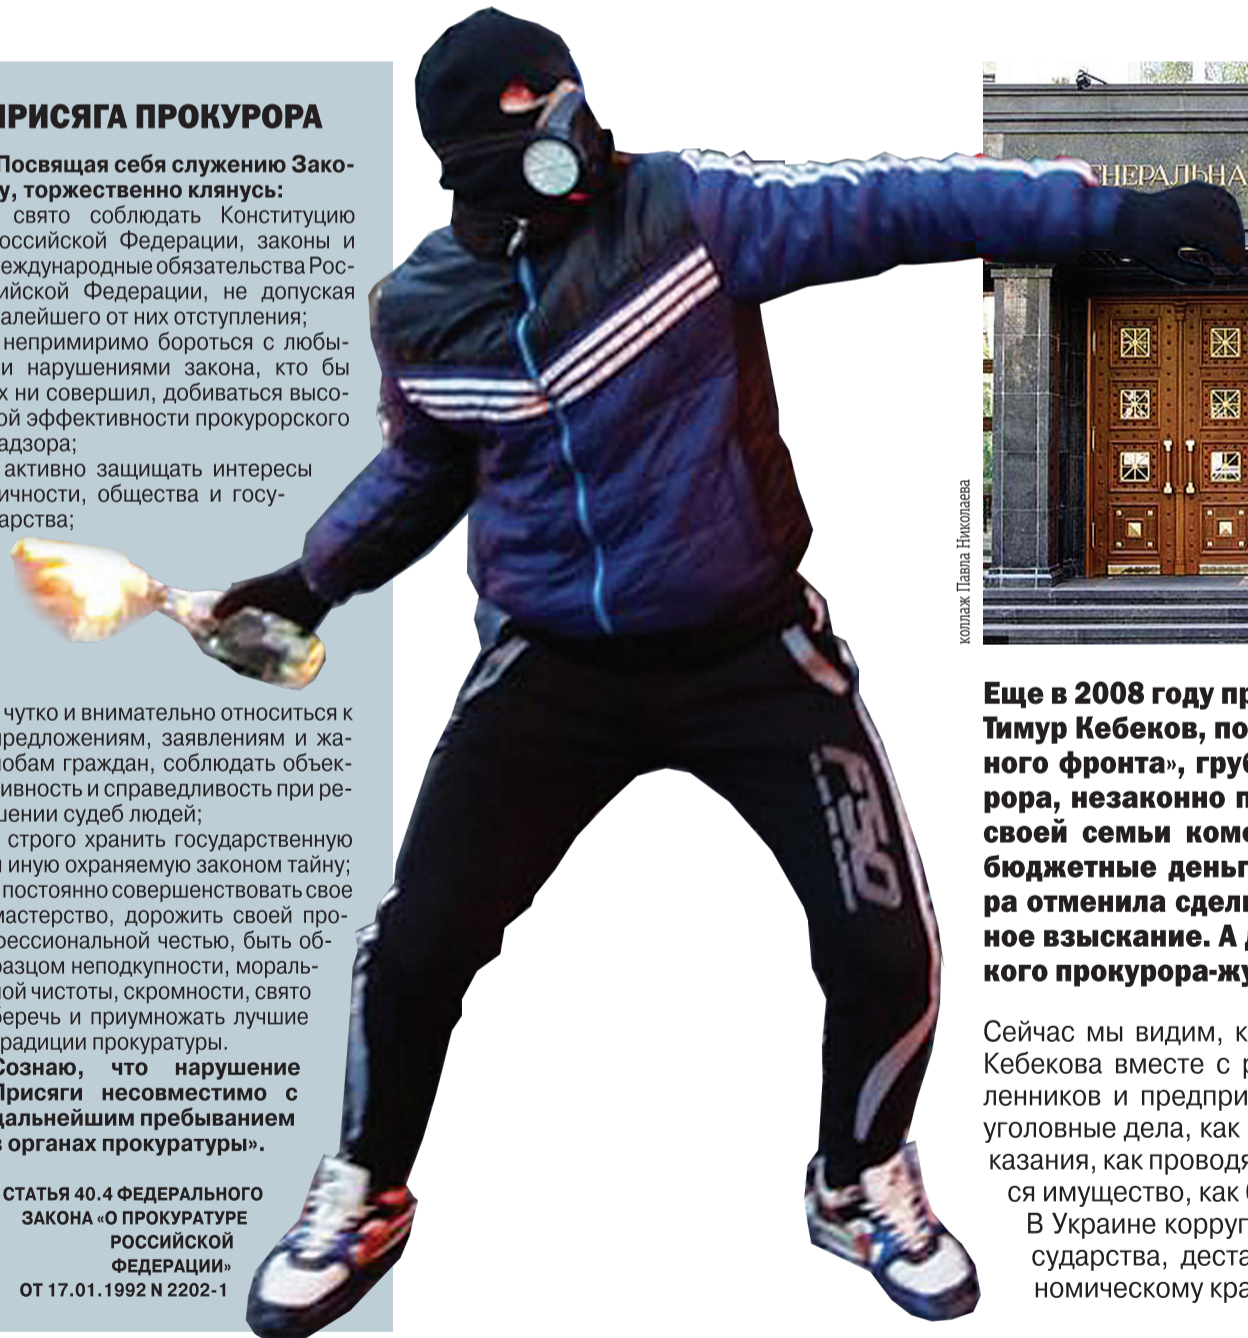 ПРИСЯГА ПРОКУРОРА
Посвящая себя служению Зако-
у, торжественно клянусь:
свято соблюдать Конституцию
оссийской Федерации, законы и
еждународные обязательства Рос-
ийской Федерации, не допуская
алейшего от них отступления;
непримиримо бороться с любы-
и нарушениями закона, кто бы
х ни совершил, добиваться высо-
ой эффективности прокурорского
адзора;
активно защищать интересы
ичности, общества и госу-
арства;
чутко и внимательно относиться к
предложениям, заявлениям и жа-
лобам граждан, соблюдать объек-
ивность и справедливость при ре-
шении судеб людей;
строго хранить государственную
и иную охраняемую законом тайну;
постоянно совершенствовать свое
мастерство, дорожить своей про-
фессиональной честью, быть об-
разцом неподкупности, мораль-
ной чистоты, скромности, свято
беречь и приумножать лучшие
традиции прокуратуры.
Сознаю, что нарушение
Присяги несовместимо с
дальнейшим пребыванием
в органах прокуратуры».
СТАТЬЯ 40.4 ФЕДЕРАЛЬНОГО
ЗАКОНА «О ПРОКУРАТУРЕ
РОССИЙСКОЙ
ФЕДЕРАЦИИ»
ОТ 17.01.1992 N 2202-1
ЕНЕРАЛЬНА
коллаж Павла Николаева
Еще в 2008 году пр
Тимур Кебеков, по
ного фронта», груб
рора, незаконно п
своей семьи коме
бюджетные деньг
ра отменила сдел
ное взыскание. А д
кого прокурора-жу
Сейчас мы видим, к
Кебекова вместе с р
ленников и предпри
уголовные дела, как
казания, как проводя
ся имущество, как
В Украине корруп
сударства, деста
номическому кра